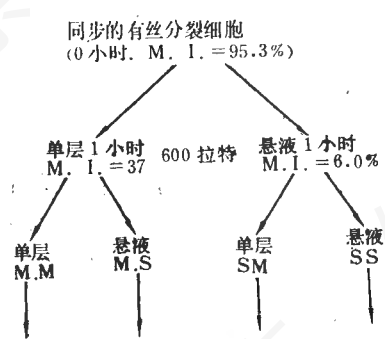 同步的有丝分裂细胞
(0小时. M. I. =95.3%)
单层1小时 600拉特 悬液1小时
M. I. =37 M. I. =6.0%
单层 悬液 单层 悬液
M.M M.S SM SS